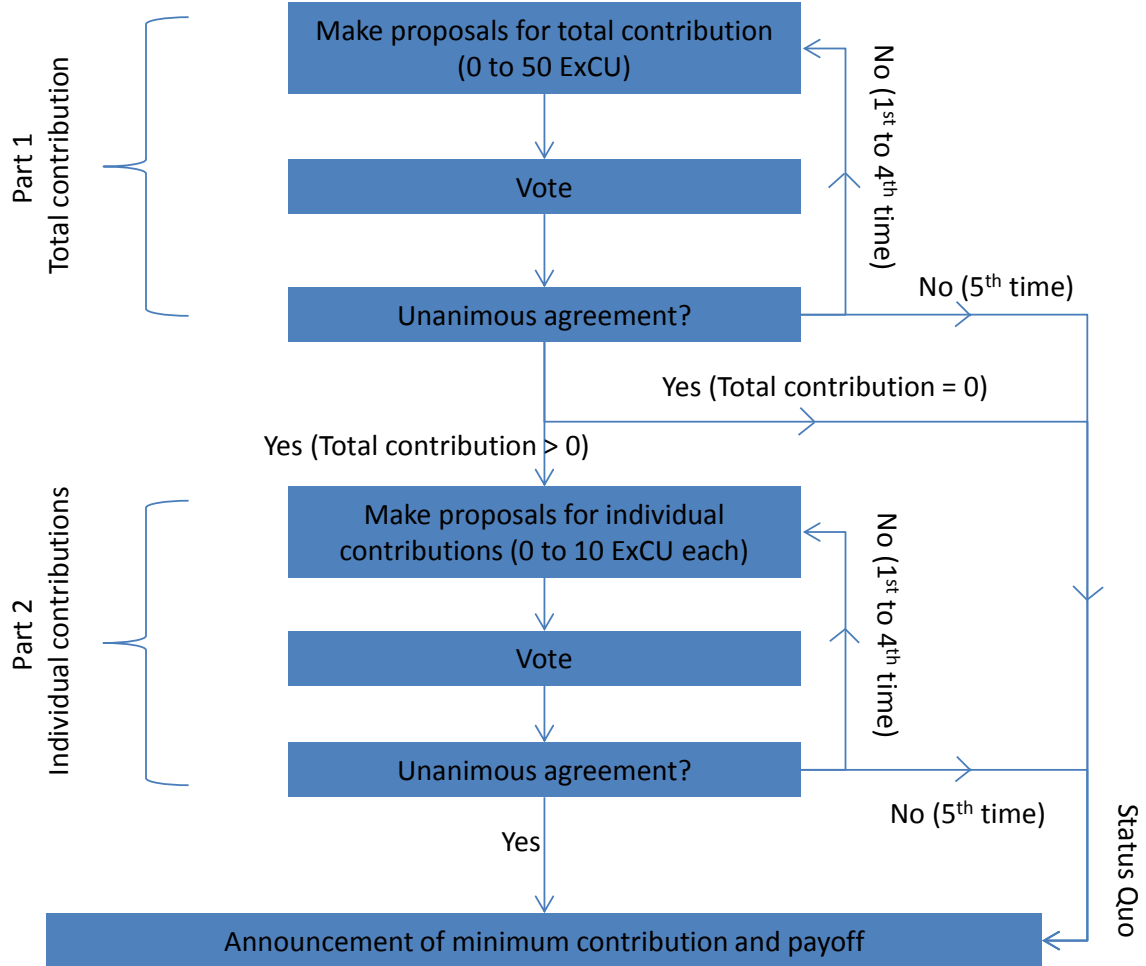 Make proposals for total contribution
(0 to 50 ExCU)
No (1st to 4th time)
Part 1
Total contribution
Vote
Unanimous agreement?
No (5th time)
Yes (Total contribution = 0)
Yes (Total contribution > 0)
Make proposals for individual
contributions (0 to 10 ExCU each)
No (1st to 4th time)
Part 2
Individual contributions
Vote
Unanimous agreement?
No (5th time)
Yes
Status Quo
Announcement of minimum contribution and payoff